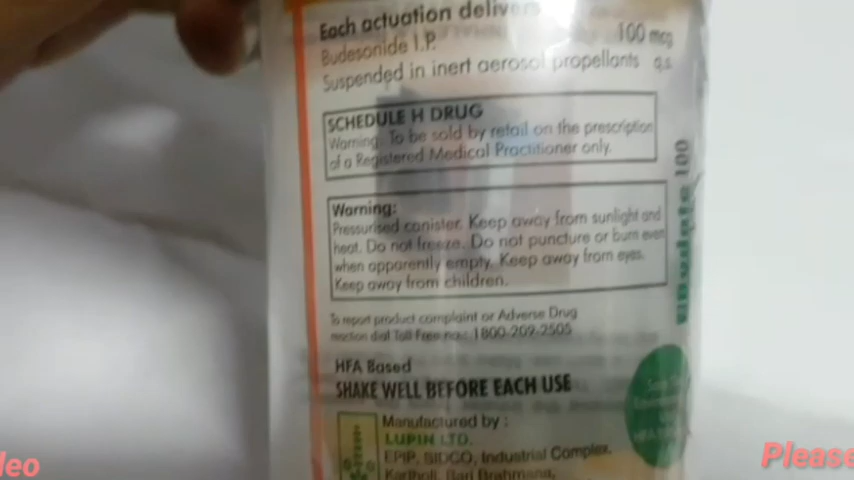 Each actuation delivers
Budesonide I.P. 100 mcg
Suspended in inert aerosol propellants q.s.
SCHEDULE H DRUG
Warning: To be sold by retail on the prescription
of a Registered Medical Practitioner only.
Warning:
Pressurised canister. Keep away from sunlight and
heat. Do not freeze. Do not puncture or burn even
when apparently empty. Keep away from eyes.
Keep away from children.
To report product complaint or Adverse Drug
reaction dial Toll Free no.: 1800-209-2505
HFA Based
SHAKE WELL BEFORE EACH USE
Manufactured by :
LUPIN LTD.
EPIP, SIDCO, Industrial Complex,
Kartholi, Bari Brahmana,
100
leo
Please